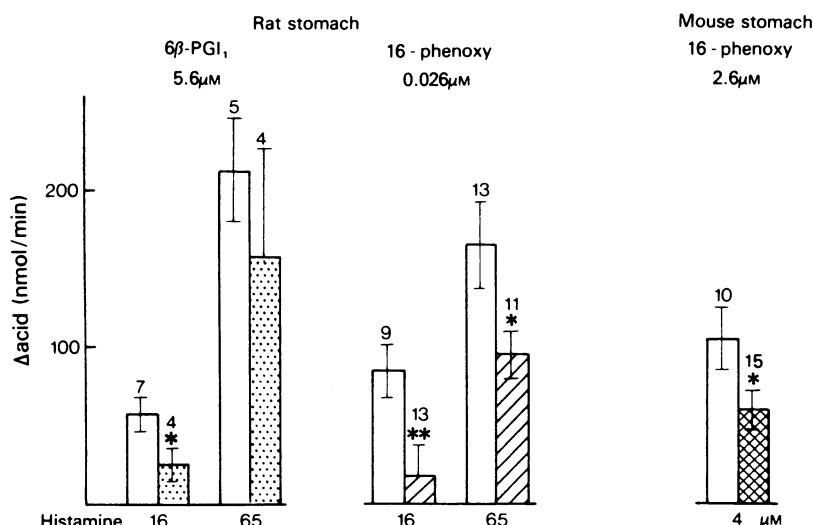 Rat stomach
Mouse stomach
6β-PGI₁
16 - phenoxy
16 - phenoxy
5.6μM
0.026μM
2.6μM
Δacid (nmol/min)
200
100
7
4
*
5
4
9
13
**
13
11
*
10
15
*
Histamine 16 65 16 65 4 μM